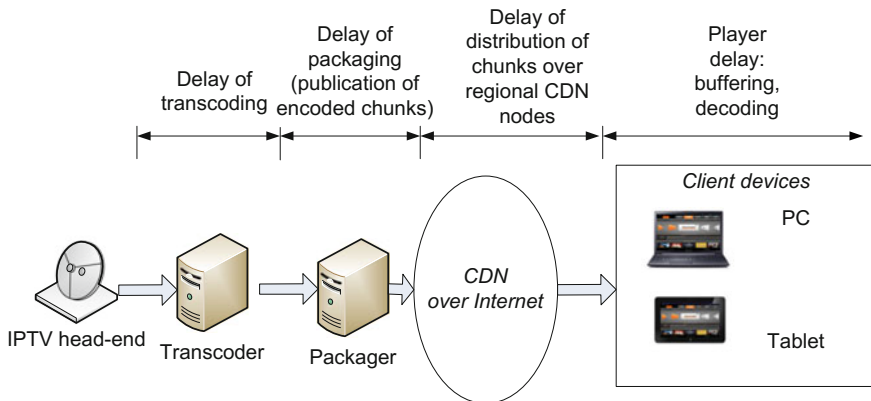 Delay of
transcoding
Delay of
packaging
(publication of
encoded chunks)
Delay of
distribution of
chunks over
regional CDN
nodes
Player
delay:
buffering,
decoding
Client devices
PC
Tablet
CDN
over Internet
IPTV head-end
Transcoder
Packager